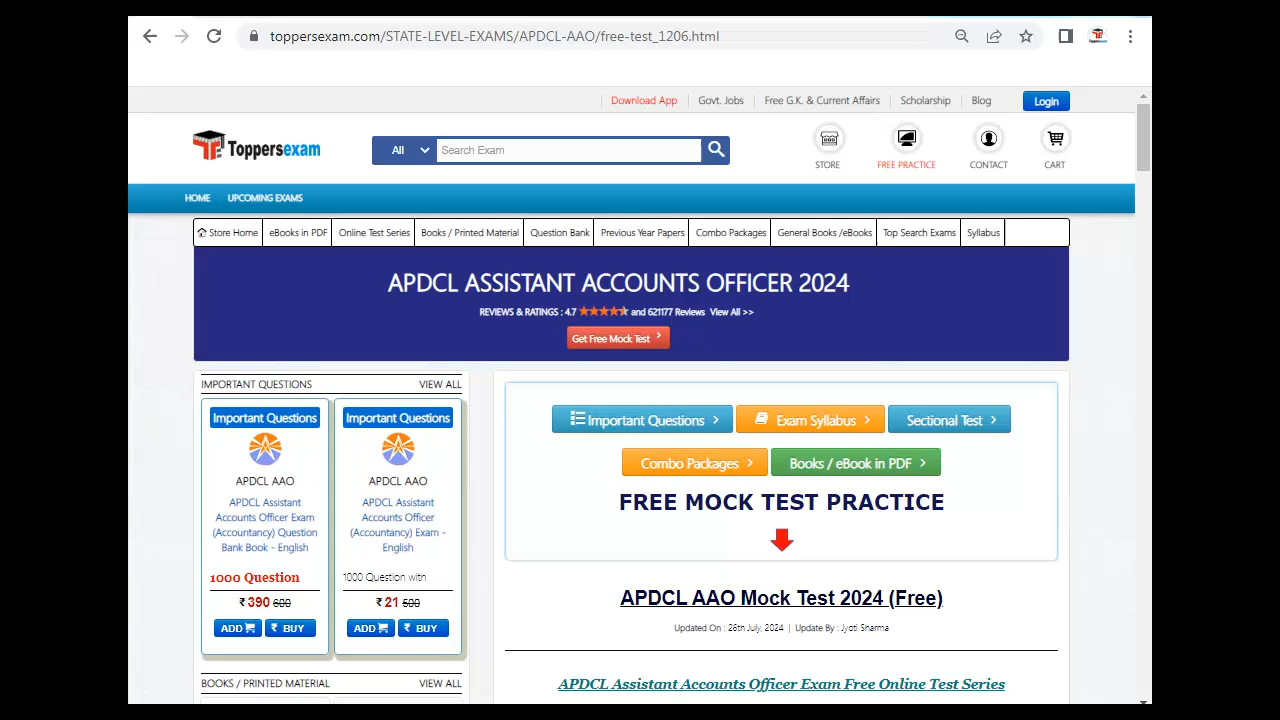 toppersexam.com/STATE-LEVEL-EXAMS/APDCL-AAO/free-test_1206.html
Download App Govt. Jobs Free G.K. & Current Affairs Scholarship Blog Login
Toppersexam All Search Exam
STORE FREE PRACTICE CONTACT CART
HOME UPCOMING EXAMS
Store Home eBooks in PDF Online Test Series Books / Printed Material Question Bank Previous Year Papers Combo Packages General Books /eBooks Top Search Exams Syllabus
APDCL ASSISTANT ACCOUNTS OFFICER 2024
REVIEWS & RATINGS : 4.7 ★★★★★ and 621177 Reviews View All >>
Get Free Mock Test
IMPORTANT QUESTIONS VIEW ALL
Important Questions
APDCL AAO
APDCL Assistant
Accounts Officer Exam
(Accountancy) Question
Bank Book - English
1000 Question
₹ 390 600
ADD ₹ BUY
Important Questions
APDCL AAO
APDCL Assistant
Accounts Officer
(Accountancy) Exam -
English
1000 Question with
₹ 21 500
ADD ₹ BUY
BOOKS / PRINTED MATERIAL VIEW ALL
Important Questions Exam Syllabus Sectional Test
Combo Packages Books / eBook in PDF
FREE MOCK TEST PRACTICE
APDCL AAO Mock Test 2024 (Free)
Updated On : 26th July, 2024 | Update By : Jyoti Sharma
APDCL Assistant Accounts Officer Exam Free Online Test Series